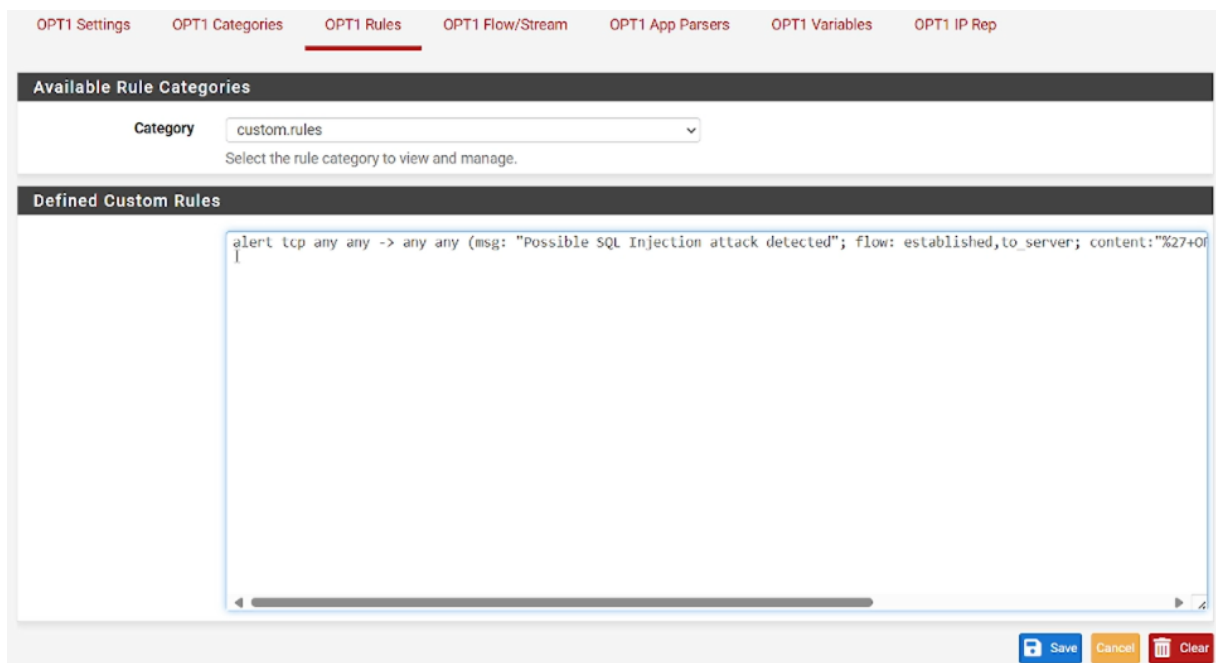 OPT1 Settings OPT1 Categories OPT1 Rules OPT1 Flow/Stream OPT1 App Parsers OPT1 Variables OPT1 IP Rep
Available Rule Categories
Category custom.rules
Select the rule category to view and manage.
Defined Custom Rules
alert tcp any any -> any any (msg: "Possible SQL Injection attack detected"; flow: established,to_server; content:"%27+O
Save Cancel Clear